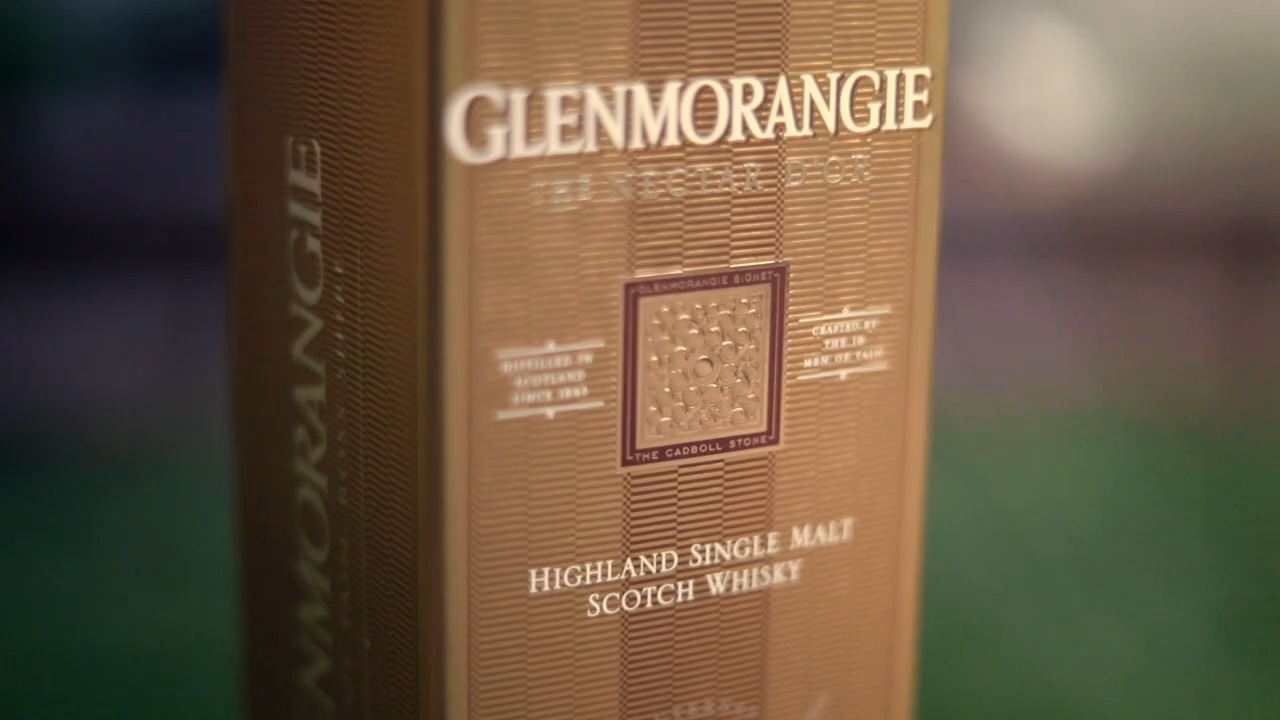 GLENMORANGIE
THE NECTAR D'OR
GLENMORANGIE SIGNET
DISTILLED IN
SCOTLAND
SINCE 1843
CRAFTED BY
THE 16
MEN OF TAIN
THE CADBOLL STONE
HIGHLAND SINGLE MALT
SCOTCH WHISKY